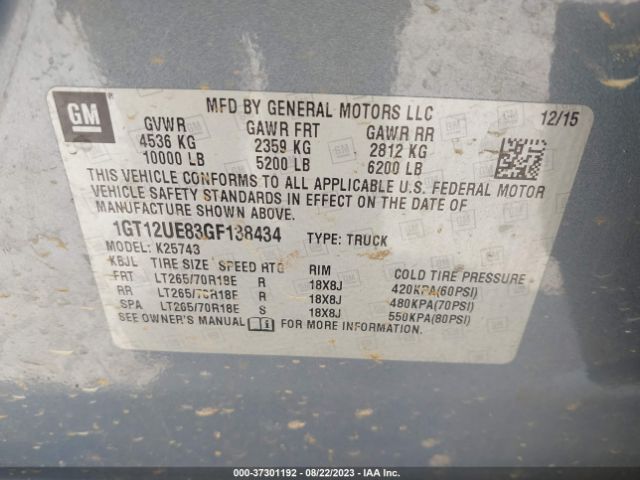 GM
MFD BY GENERAL MOTORS LLC
12/15
GVWR GAWR FRT GAWR RR
4536 KG 2359 KG 2812 KG
10000 LB 5200 LB 6200 LB
THIS VEHICLE CONFORMS TO ALL APPLICABLE U.S. FEDERAL MOTOR
VEHICLE SAFETY STANDARDS IN EFFECT ON THE DATE OF
MANUFACTURE SHOWN ABOVE.
1GT12UE83GF138434 TYPE: TRUCK
MODEL: K25743
KBJL TIRE SIZE SPEED RTG RIM COLD TIRE PRESSURE
FRT LT265/70R18E R 18X8J 420KPA(60PSI)
RR LT265/70R18E R 18X8J 480KPA(70PSI)
SPA LT265/70R18E S 18X8J 550KPA(80PSI)
SEE OWNER'S MANUAL FOR MORE INFORMATION.
000-37301192 - 08/22/2023 - IAA Inc.